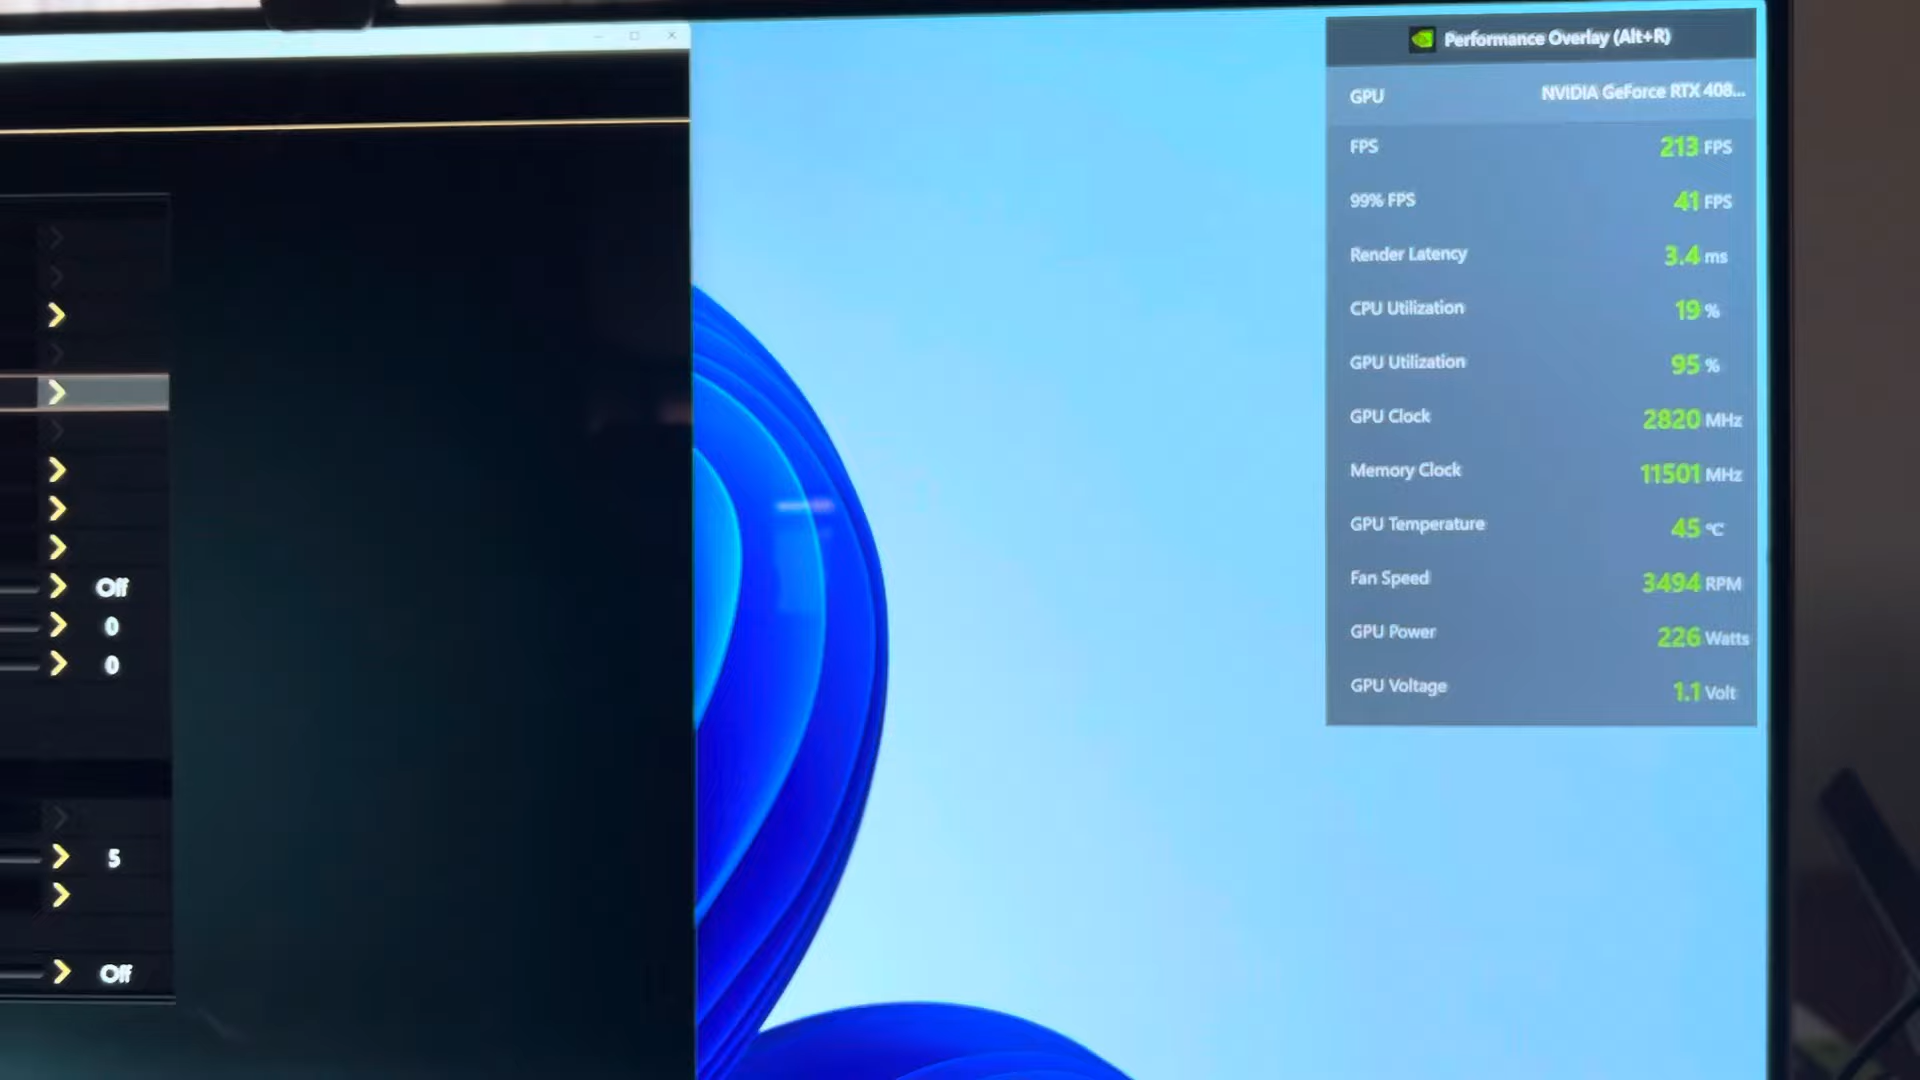 Performance Overlay (Alt+R)
GPU NVIDIA GeForce RTX 408...
FPS 213 FPS
99% FPS 41 FPS
Render Latency 3.4 ms
CPU Utilization 19 %
GPU Utilization 95 %
GPU Clock 2820 MHz
Memory Clock 11501 MHz
GPU Temperature 45 °C
Fan Speed 3494 RPM
GPU Power 226 Watts
GPU Voltage 1.1 Volt
Off
0
0
5
Off